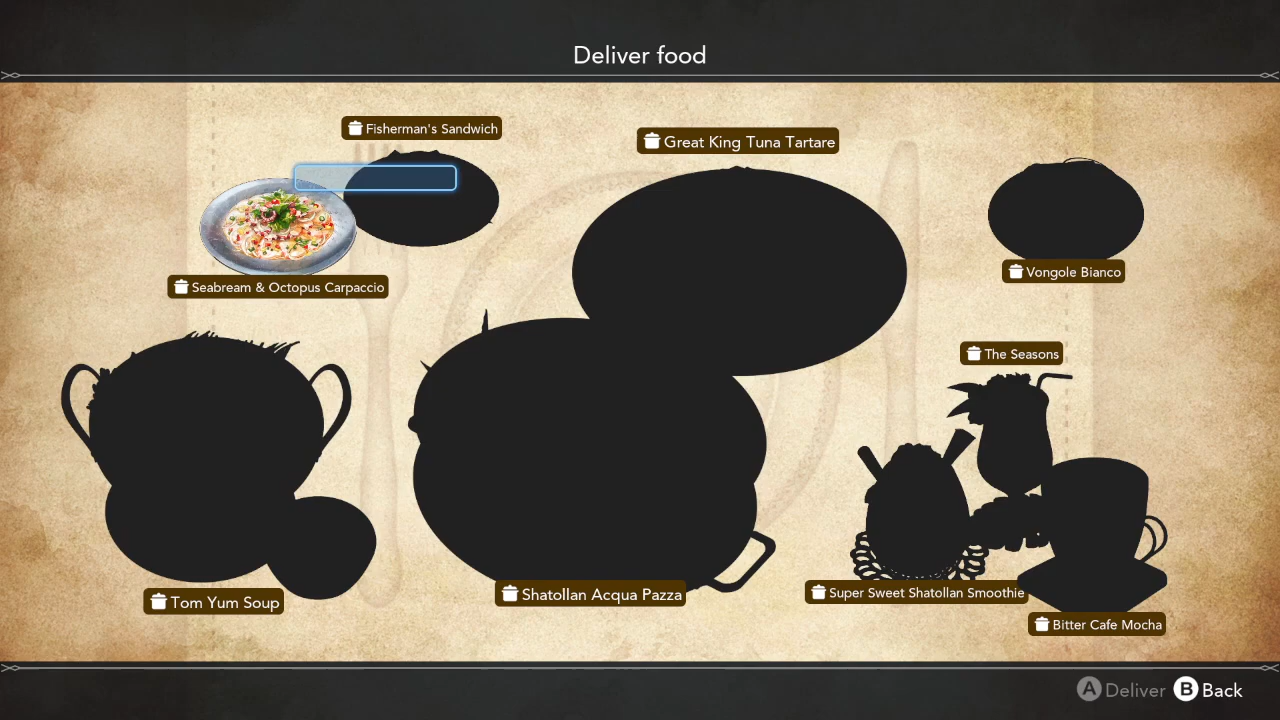 Deliver food
Fisherman's Sandwich
Great King Tuna Tartare
Seabream & Octopus Carpaccio
Vongole Bianco
The Seasons
Tom Yum Soup
Shatollan Acqua Pazza
Super Sweet Shatollan Smoothie
Bitter Cafe Mocha
A Deliver B Back